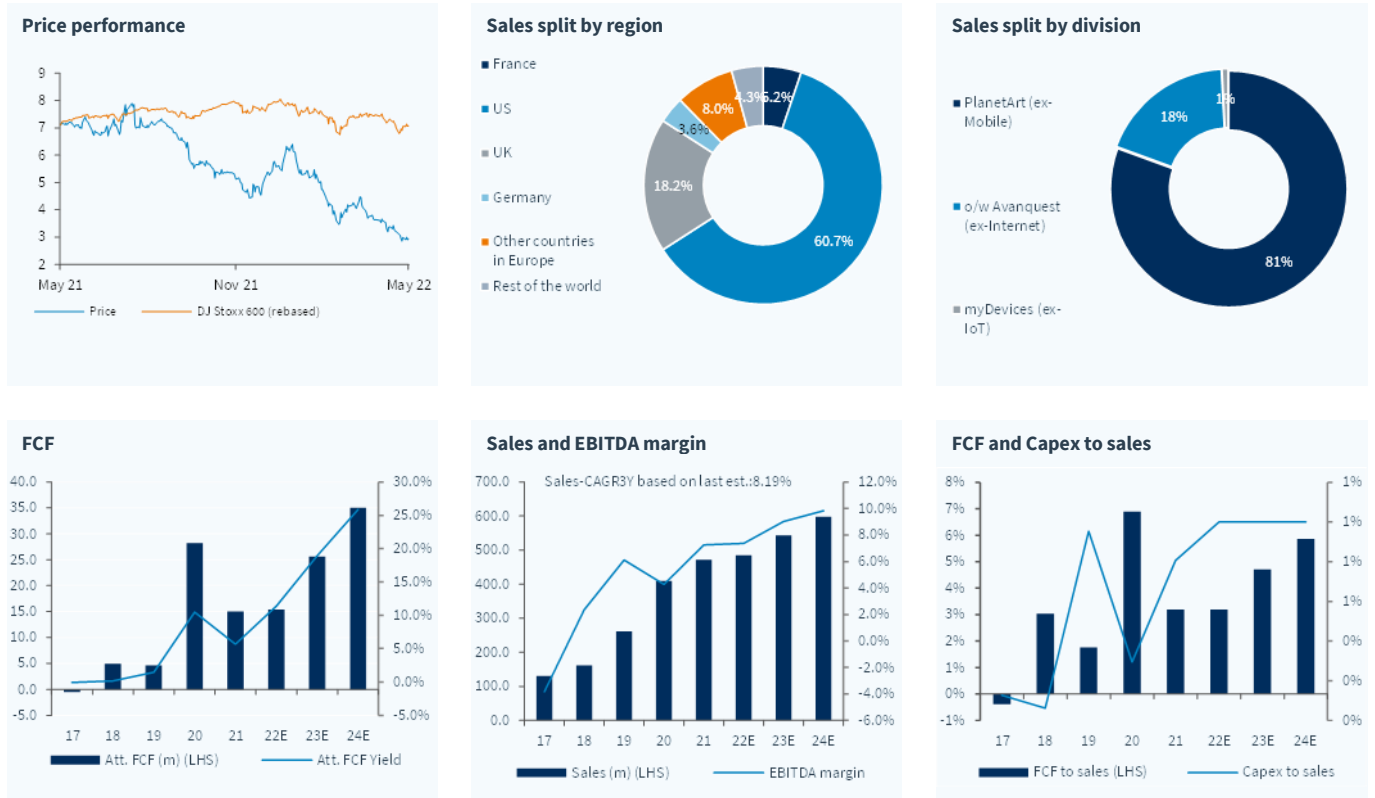 Price performance
9
8
7
6
5
4
3
2
May 21
Nov 21
May 22
Price
DJ Stoxx 600 (rebased)
Sales split by region
France
US
UK
Germany
Other countries
in Europe
Rest of the world
5.2%
60.7%
18.2%
3.6%
8.0%
4.3%
Sales split by division
PlanetArt (ex-
Mobile)
o/w Avanquest
(ex-Internet)
myDevices (ex-
IoT)
81%
18%
1%
FCF
40.0
35.0
30.0
25.0
20.0
15.0
10.0
5.0
0.0
-5.0
30.0%
25.0%
20.0%
15.0%
10.0%
5.0%
0.0%
-5.0%
17 18 19 20 21 22E 23E 24E
Att. FCF (m) (LHS)
Att. FCF Yield
Sales and EBITDA margin
Sales-CAGR3Y based on last est.:8.19%
700.0
600.0
500.0
400.0
300.0
200.0
100.0
0.0
12.0%
10.0%
8.0%
6.0%
4.0%
2.0%
0.0%
-2.0%
-4.0%
-6.0%
17 18 19 20 21 22E 23E 24E
Sales (m) (LHS)
EBITDA margin
FCF and Capex to sales
8%
7%
6%
5%
4%
3%
2%
1%
0%
-1%
1%
1%
1%
1%
0%
0%
0%
17 18 19 20 21 22E 23E 24E
FCF to sales (LHS)
Capex to sales